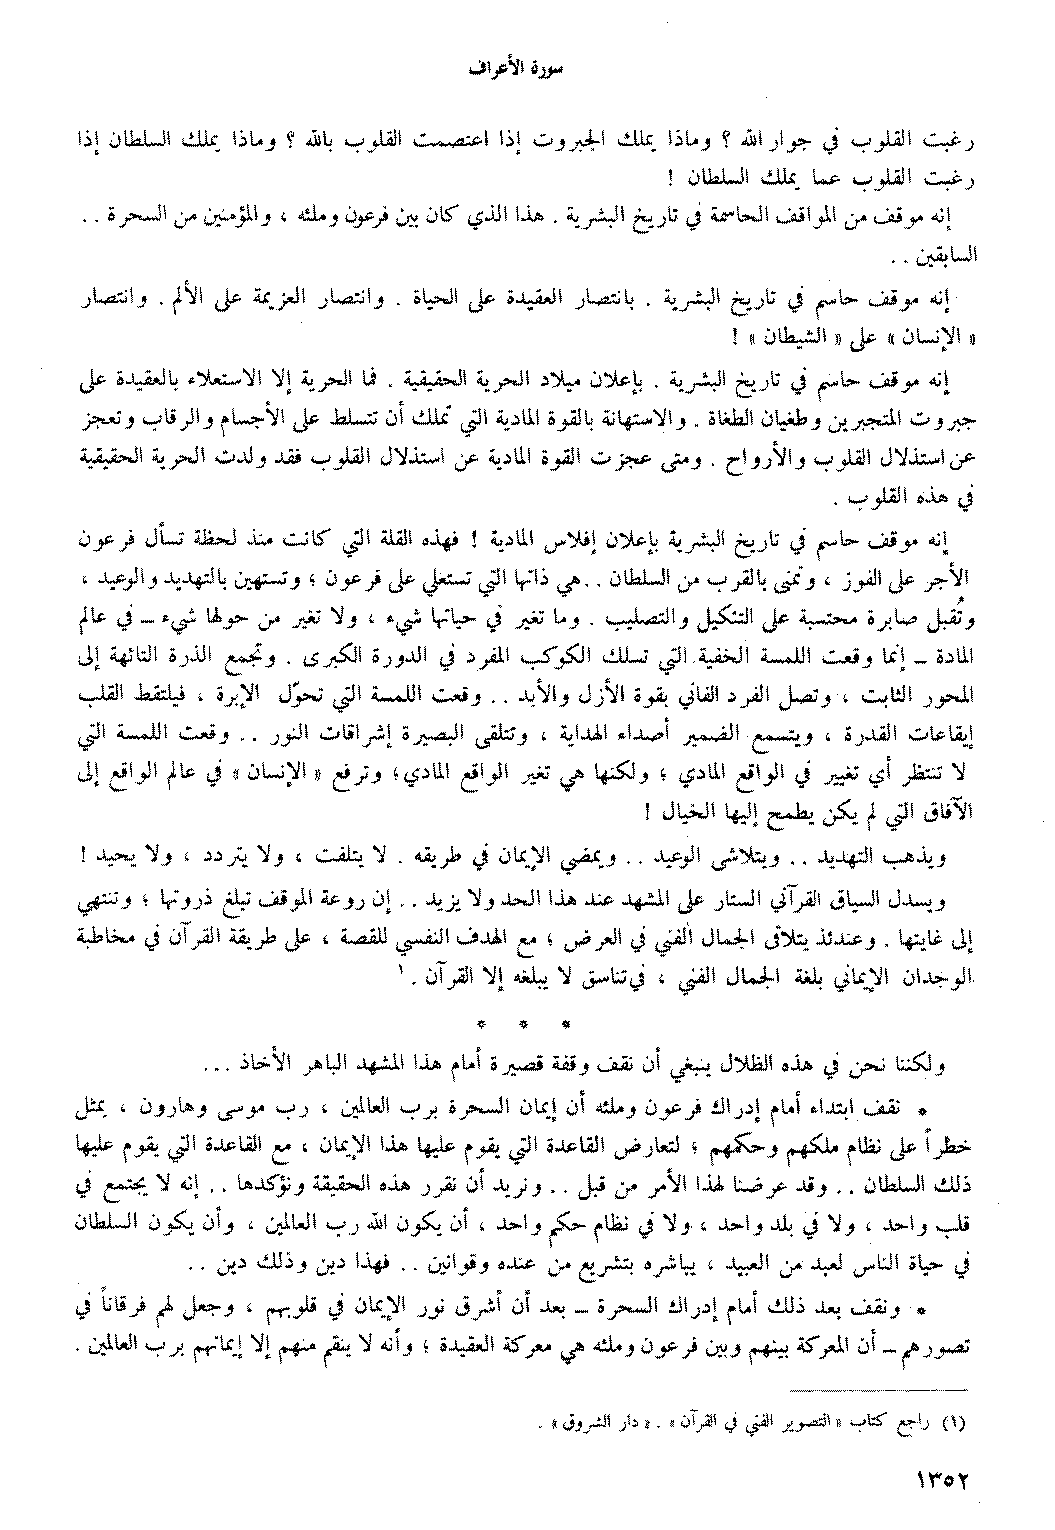 سورة الأعراف
رغبت القلوب في جوار الله ؟ وماذا يملك الجبروت إذا اعتصمت القلوب بالله ؟ وماذا يملك السلطان إذا
رغبت القلوب عما يملك السلطان !
إنه موقف من المواقف الحاسمة في تاريخ البشرية . هذا الذي كان بين فرعون وملئه ، والمؤمنين من السحرة . .
السابقين . .
إنه موقف حاسم في تاريخ البشرية . بانتصار العقيدة على الحياة . وانتصار العزيمة على الألم . وانتصار
« الإنسان » على « الشيطان » !
إنه موقف حاسم في تاريخ البشرية . بإعلان ميلاد الحرية الحقيقية . فما الحرية إلا الاستعلاء بالعقيدة على
جبروت المتجبرين وطغيان الطغاة . والاستهانة بالقوة المادية التي تملك أن تتسلط على الأجسام والرقاب وتعجز
عن استذلال القلوب والأرواح . ومتى عجزت القوة المادية عن استذلال القلوب فقد ولدت الحرية الحقيقية
في هذه القلوب .
إنه موقف حاسم في تاريخ البشرية بإعلان إفلاس المادية ! فهذه القلة التي كانت منذ لحظة تسأل فرعون
الأجر على الفوز ، وتمنى بالقرب من السلطان . . هي ذاتها التي تستعلي على فرعون ؛ وتستهين بالتهديد والوعيد ،
وتُقبل صابرة محتسبة على التنكيل والتصليب . وما تغير في حياتها شيء ، ولا تغير من حولها شيء – في عالم
المادة – إنما وقعت اللمسة الخفية التي تسلك الكوكب المفرد في الدورة الكبرى . وتجمع الذرة التائهة إلى
المحور الثابت ، وتصل الفرد الفاني بقوة الأزل والأبد . . وقعت اللمسة التي تحوّل الإبرة ، فيلتقط القلب
إيقاعات القدرة ، ويتسمع الضمير أصداء الهداية ، وتتلقى البصيرة إشراقات النور . . وقعت اللمسة التي
لا تنتظر أي تغيير في الواقع المادي ؛ ولكنها هي تغير الواقع المادي؛ وترفع « الإنسان » في عالم الواقع إلى
الآفاق التي لم يكن يطمح إليها الخيال !
ويذهب التهديد . . ويتلاشى الوعيد . . ويمضي الإيمان في طريقه . لا يتلفت ، ولا يتردد ، ولا يحيد !
ويسدل السياق القرآني الستار على المشهد عند هذا الحد ولا يزيد . . إن روعة الموقف تبلغ ذروتها ؛ وتنتهي
إلى غايتها . وعندئذ يتلاقى الجمال الفني في العرض ؛ مع الهدف النفسي للقصة ، على طريقة القرآن في مخاطبة
الوجدان الإيماني بلغة الجمال الفني ، في تناسق لا يبلغه إلا القرآن . ١
* * *
ولكننا نحن في هذه الظلال ينبغي أن نقف وقفة قصيرة أمام هذا المشهد الباهر الأخاذ . . .
* نقف ابتداء أمام إدراك فرعون وملئه أن إيمان السحرة برب العالمين ، رب موسى وهارون ، يمثل
خطراً على نظام ملكهم وحكمهم ؛ لتعارض القاعدة التي يقوم عليها هذا الإيمان ، مع القاعدة التي يقوم عليها
ذلك السلطان . . وقد عرضنا لهذا الأمر من قبل . . ونريد أن نقرر هذه الحقيقة ونؤكدها . . إنه لا يجتمع في
قلب واحد ، ولا في بلد واحد ، ولا في نظام حكم واحد ، أن يكون الله رب العالمين ، وأن يكون السلطان
في حياة الناس لعبد من العبيد ، يباشره بتشريع من عنده وقوانين . . فهذا دين وذلك دين . .
* ونقف بعد ذلك أمام إدراك السحرة – بعد أن أشرق نور الإيمان في قلوبهم ، وجعل لهم فرقاناً في
تصورهم – أن المعركة بينهم وبين فرعون وملئه هي معركة العقيدة ؛ وأنه لا ينقم منهم إلا إيمانهم برب العالمين .
(١) راجع كتاب « التصوير الفني في القرآن » . « دار الشروق » .
١٣٥٢